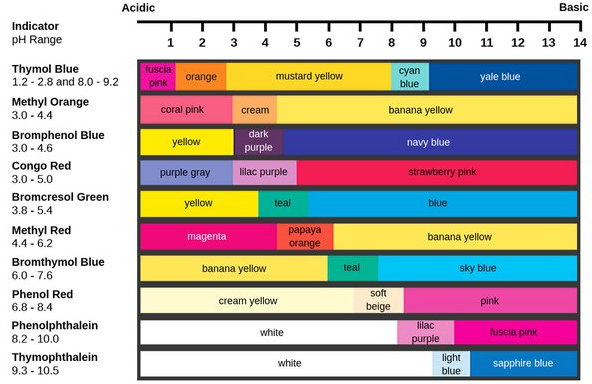 Acidic Basic
Indicator
pH Range
1 2 3 4 5 6 7 8 9 10 11 12 13 14
Thymol Blue
1.2 - 2.8 and 8.0 - 9.2
fuscia
pink
orange
mustard yellow
cyan
blue
yale blue
Methyl Orange
3.0 - 4.4
coral pink
cream
banana yellow
Bromphenol Blue
3.0 - 4.6
yellow
dark
purple
navy blue
Congo Red
3.0 - 5.0
purple gray
lilac purple
strawberry pink
Bromcresol Green
3.8 - 5.4
yellow
teal
blue
Methyl Red
4.4 - 6.2
magenta
papaya
orange
banana yellow
Bromthymol Blue
6.0 - 7.6
banana yellow
teal
sky blue
Phenol Red
6.8 - 8.4
cream yellow
soft
beige
pink
Phenolphthalein
8.2 - 10.0
white
lilac
purple
fuscia pink
Thymophthalein
9.3 - 10.5
white
light
blue
sapphire blue